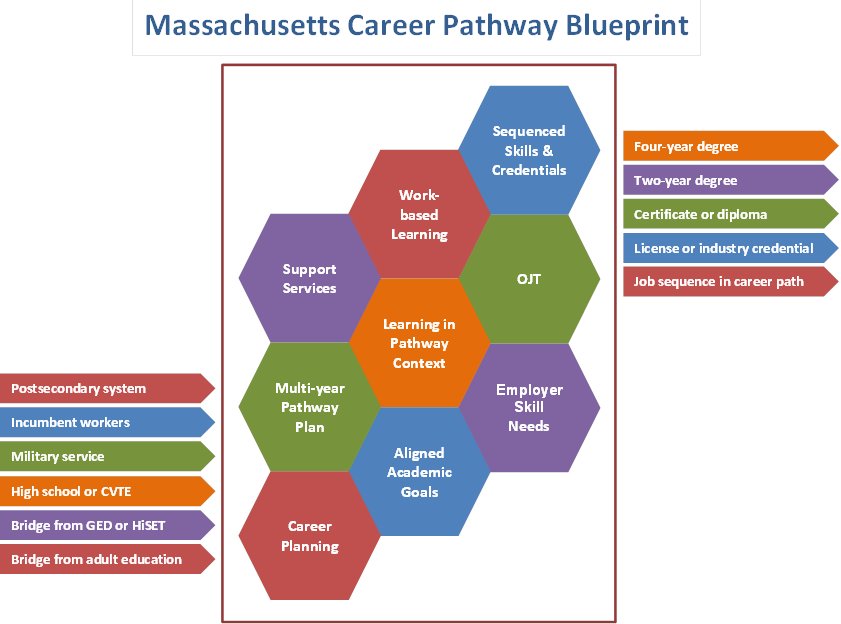 Massachusetts Career Pathway Blueprint
Sequenced
Skills &
Credentials
Work-
based
Learning
Support
Services
OJT
Learning in
Pathway
Context
Multi-year
Pathway
Plan
Employer
Skill
Needs
Aligned
Academic
Goals
Career
Planning
Four-year degree
Two-year degree
Certificate or diploma
License or industry credential
Job sequence in career path
Postsecondary system
Incumbent workers
Military service
High school or CVTE
Bridge from GED or HiSET
Bridge from adult education